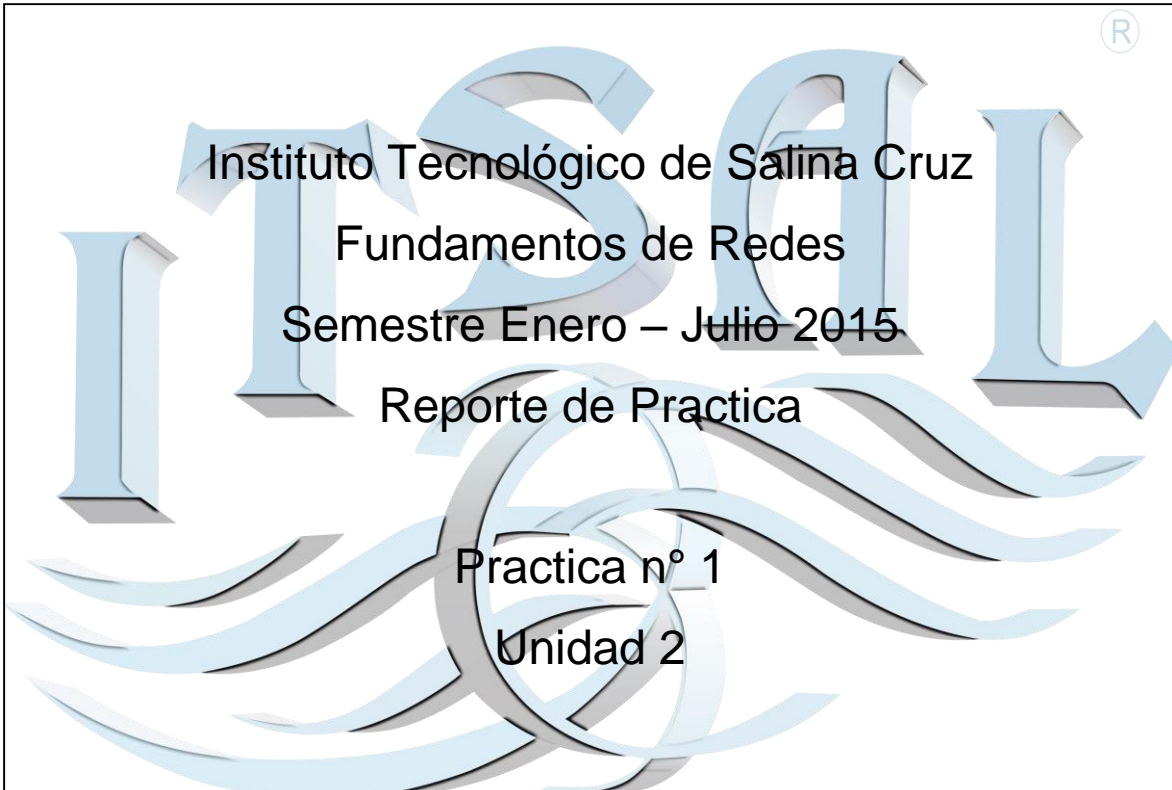 ®
ITSAL
Instituto Tecnológico de Salina Cruz
Fundamentos de Redes
Semestre Enero – Julio 2015
Reporte de Practica
Practica n° 1
Unidad 2